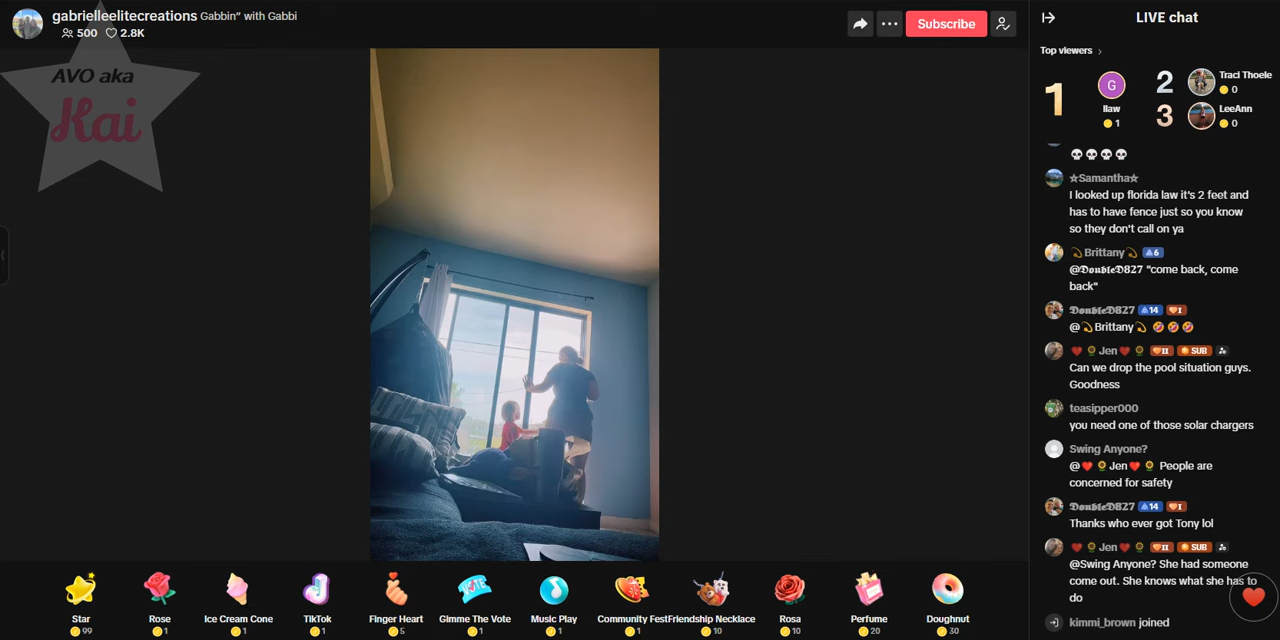 gabrielleelitecreations Gabbin” with Gabbi
500 2.8K
Subscribe
AVO aka
Kai
LIVE chat
Top viewers
1
G
llaw
1
2
Traci Thoele
0
3
LeeAnn
0
☆Samantha☆
I looked up florida law it's 2 feet and
has to have fence just so you know
so they don't call on ya
Brittany 6
@𝕯𝖔𝖚𝖇𝖑𝖊𝕯827 "come back, come
back"
𝕯𝖔𝖚𝖇𝖑𝖊𝕯827 14 I
@💫Brittany💫 🤣🤣🤣
❤️🌻Jen❤️🌻 II SUB
Can we drop the pool situation guys.
Goodness
teasipper000
you need one of those solar chargers
Swing Anyone?
@❤️🌻Jen❤️🌻 People are
concerned for safety
𝕯𝖔𝖚𝖇𝖑𝖊𝕯827 14 I
Thanks who ever got Tony lol
❤️🌻Jen❤️🌻 II SUB
@Swing Anyone? She had someone
come out. She knows what she has to
do
kimmi_brown joined
Star
99
Rose
1
Ice Cream Cone
1
TikTok
1
Finger Heart
5
VOTE
Gimme The Vote
1
Music Play
1
Community Fest
1
Friendship Necklace
10
Rosa
10
Perfume
20
Doughnut
30